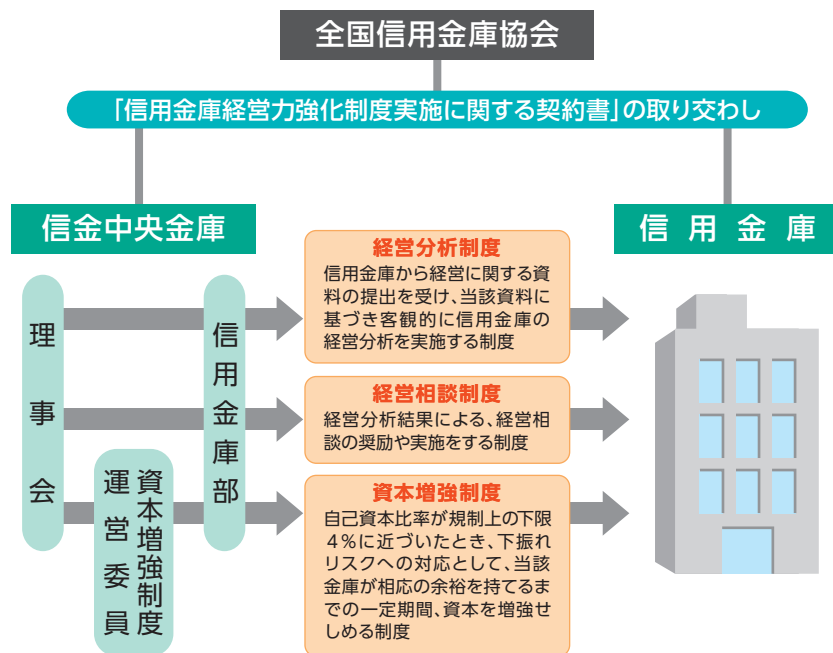 全国信用金庫協会
「信用金庫経営力強化制度実施に関する契約書」の取り交わし
信金中央金庫
信用金庫
理事会
資本増強制度
運営委員
信用金庫部
経営分析制度
信用金庫から経営に関する資
料の提出を受け、当該資料に
基づき客観的に信用金庫の
経営分析を実施する制度
経営相談制度
経営分析結果による、経営相
談の奨励や実施をする制度
資本増強制度
自己資本比率が規制上の下限
4％に近づいたとき、下振れ
リスクへの対応として、当該
金庫が相応の余裕を持てるま
での一定期間、資本を増強せ
しめる制度